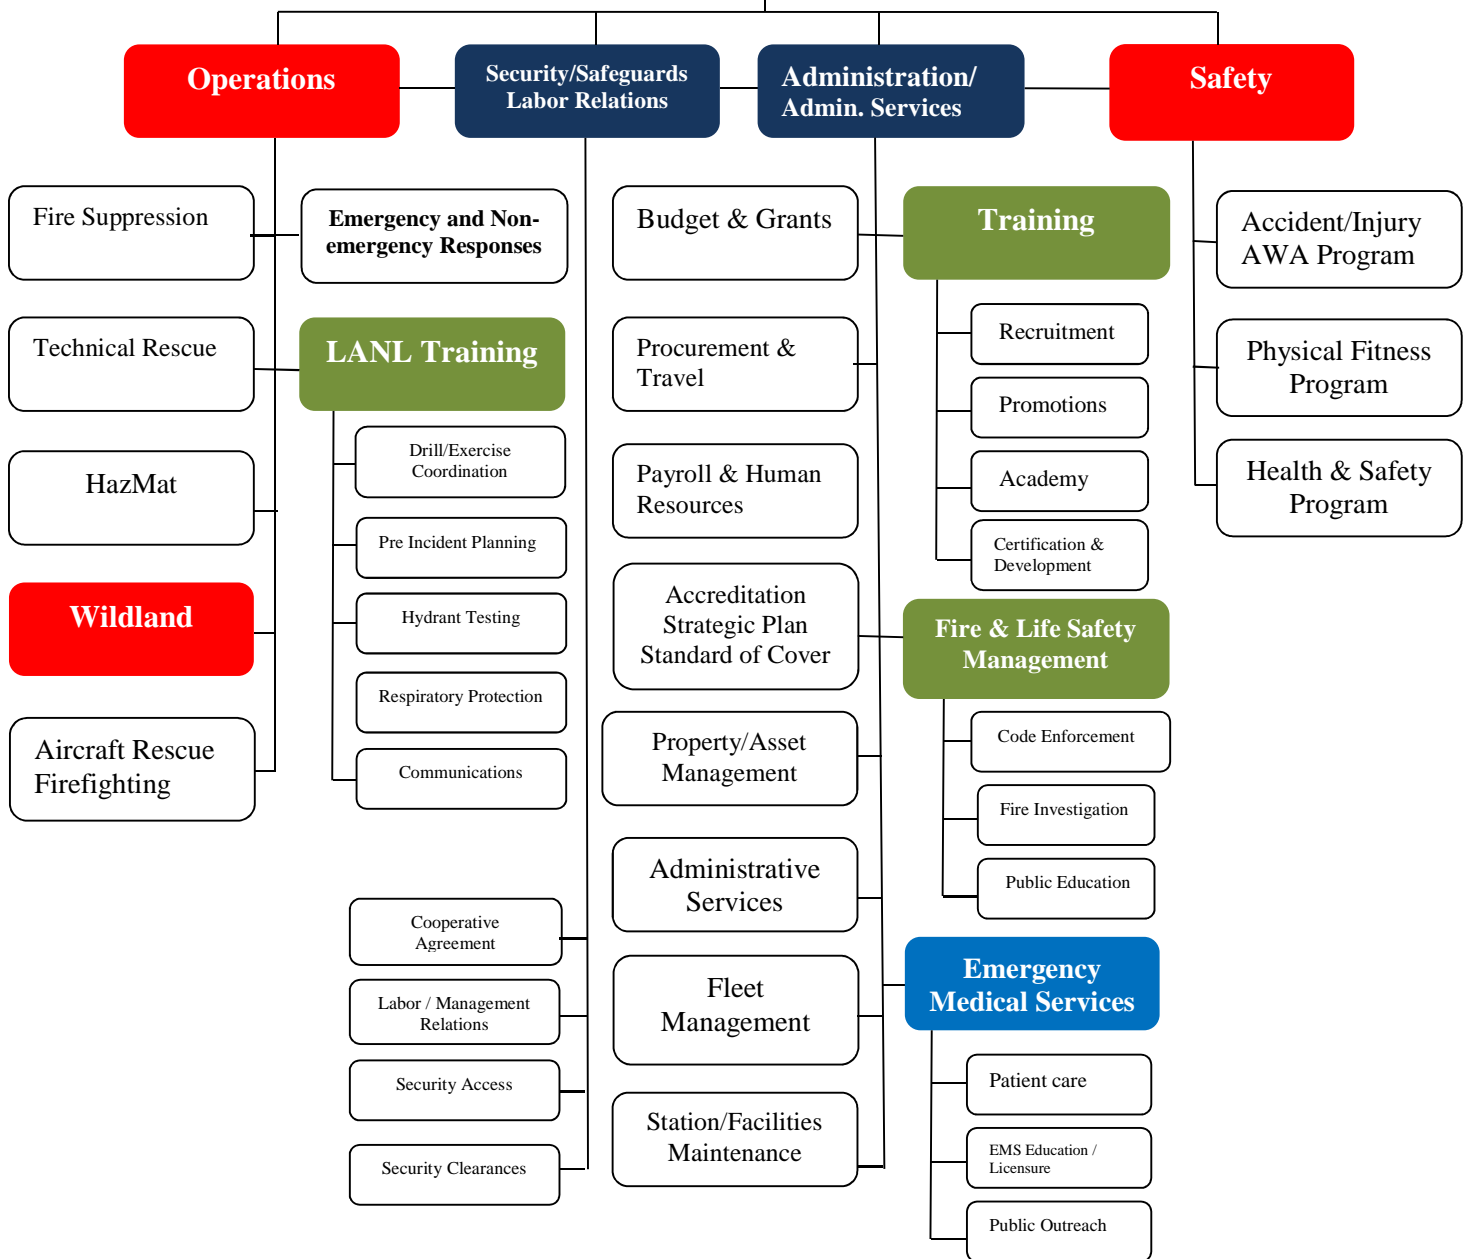 Operations
Security/Safeguards
Labor Relations
Administration/
Admin. Services
Safety
Fire Suppression
Emergency and Non-
emergency Responses
Technical Rescue
LANL Training
Drill/Exercise
Coordination
Pre Incident Planning
Hydrant Testing
Respiratory Protection
Communications
HazMat
Wildland
Aircraft Rescue
Firefighting
Cooperative
Agreement
Labor / Management
Relations
Security Access
Security Clearances
Budget & Grants
Procurement &
Travel
Payroll & Human
Resources
Accreditation
Strategic Plan
Standard of Cover
Property/Asset
Management
Administrative
Services
Fleet
Management
Station/Facilities
Maintenance
Training
Recruitment
Promotions
Academy
Certification &
Development
Fire & Life Safety
Management
Code Enforcement
Fire Investigation
Public Education
Emergency
Medical Services
Patient care
EMS Education /
Licensure
Public Outreach
Accident/Injury
AWA Program
Physical Fitness
Program
Health & Safety
Program